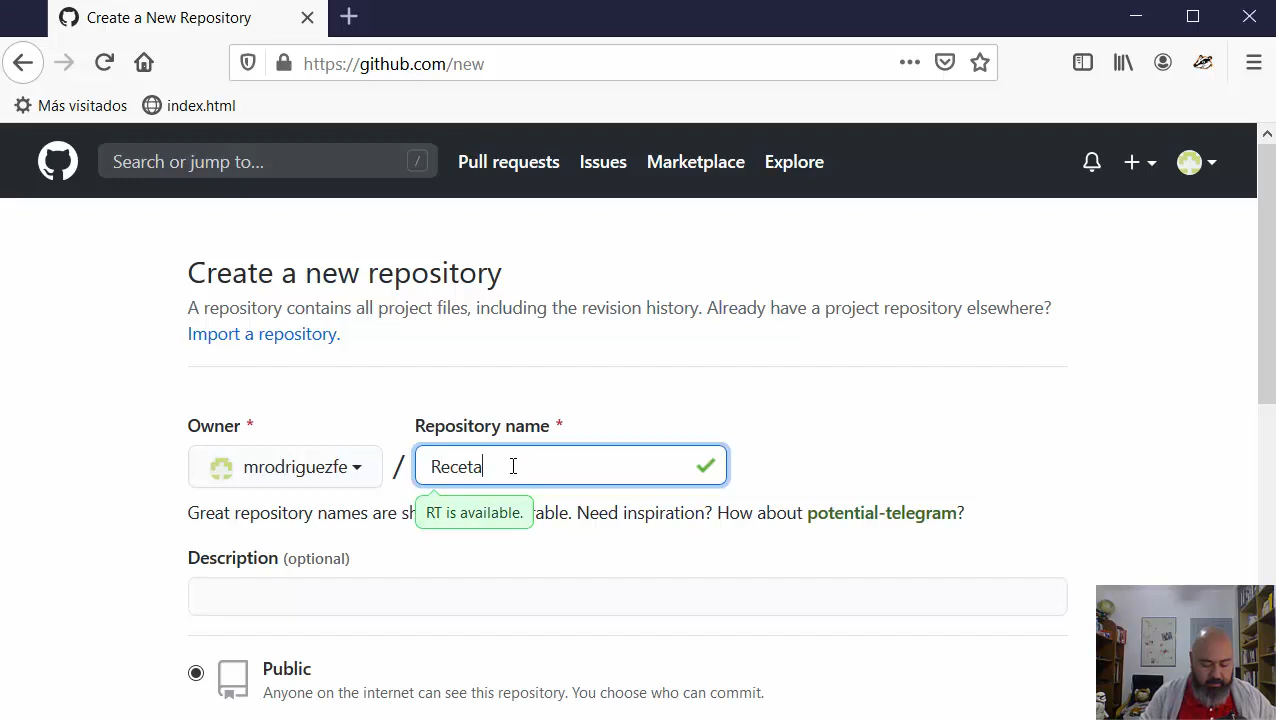 Create a New Repository
https://github.com/new
Más visitados
index.html
Search or jump to...
/
Pull requests
Issues
Marketplace
Explore
Create a new repository
A repository contains all project files, including the revision history. Already have a project repository elsewhere?
Import a repository.
Owner *
Repository name *
mrodriguezfe
/
Receta
RT is available.
Great repository names are sh rable. Need inspiration? How about potential-telegram?
Description (optional)
Public
Anyone on the internet can see this repository. You choose who can commit.